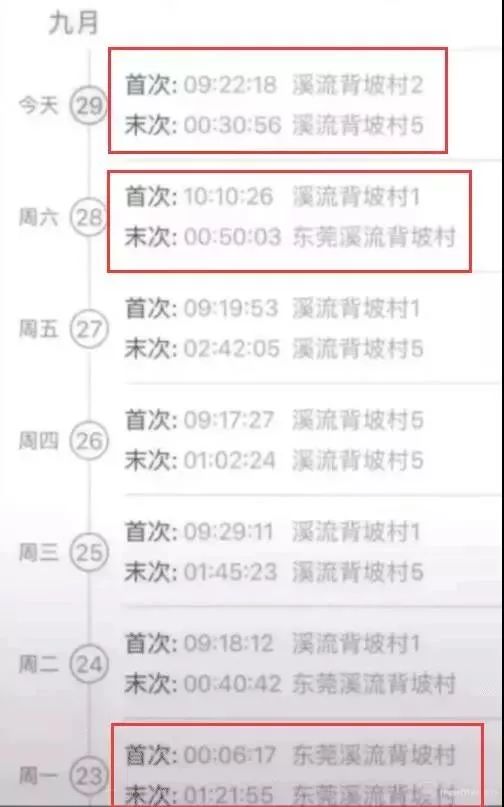 九月
今天 29
首次: 09:22:18 溪流背坡村2
末次: 00:30:56 溪流背坡村5
周六 28
首次: 10:10:26 溪流背坡村1
末次: 00:50:03 东莞溪流背坡村
周五 27
首次: 09:19:53 溪流背坡村1
末次: 02:42:05 溪流背坡村5
周四 26
首次: 09:17:27 溪流背坡村5
末次: 01:02:24 溪流背坡村5
周三 25
首次: 09:29:11 溪流背坡村1
末次: 01:45:23 溪流背坡村5
周二 24
首次: 09:18:12 溪流背坡村1
末次: 00:40:42 东莞溪流背坡村
周一 23
首次: 00:06:17 东莞溪流背坡村
末次: 01:21:55 东莞溪流背坡村